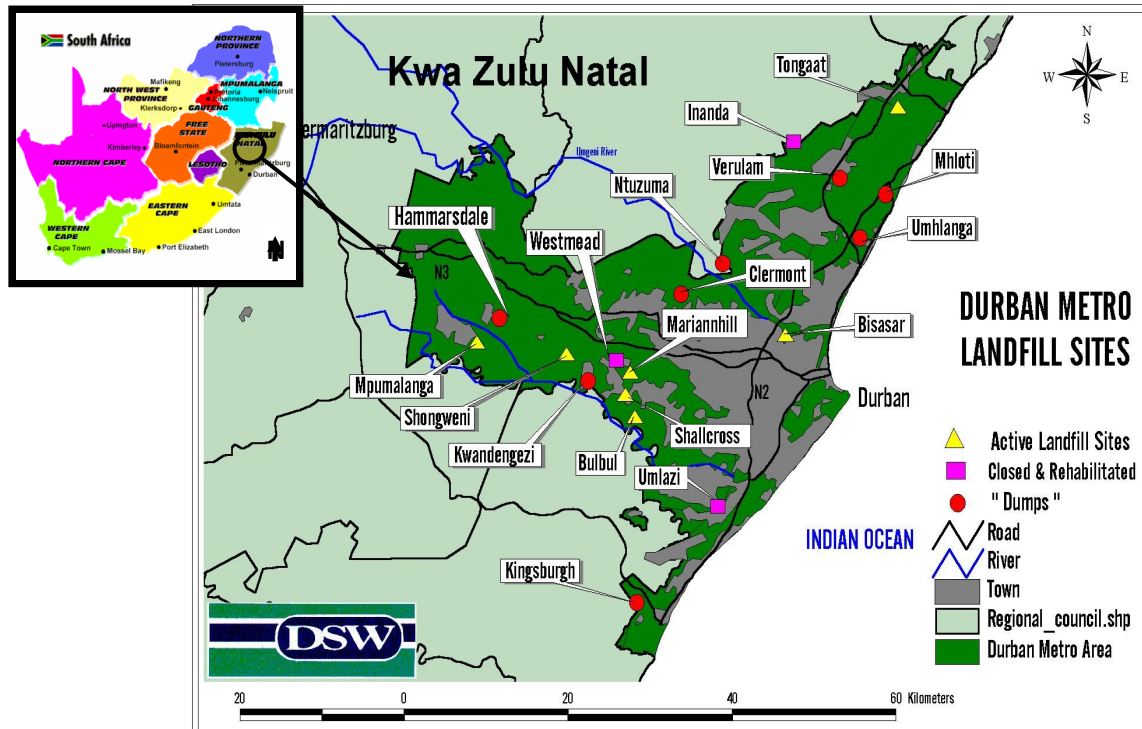 South Africa
NORTHERN
PROVINCE
Pietersburg
MPUMALANGA
Nelspruit
Mafikeng
NORTH WEST
PROVINCE
Pretoria
Johannesburg
GAUTENG
Klerksdorp
FREE
STATE
Upington
Kimberley
Bloemfontein
NATAL
LESOTHO
Durban
NORTHERN CAPE
EASTERN
CAPE
Umtata
WESTERN
CAPE
East London
Cape Town
Mossel Bay
Port Elizabeth
N
Kwa Zulu Natal
ermaritzburg
Umgeni River
Tongaat
Inanda
Verulam
Mhloti
Ntuzuma
Umhlanga
Hammarsdale
Westmead
Clermont
N3
Mariannhill
Bisasar
Mpumalanga
Shongweni
N2
Durban
Kwandengezi
Shallcross
Bulbul
Umlazi
Kingsburgh
INDIAN OCEAN
N
W
E
S
DURBAN METRO
LANDFILL SITES
Active Landfill Sites
Closed & Rehabilitated
" Dumps "
Road
River
Town
Regional_council.shp
Durban Metro Area
DSW
20 0 20 40 60 Kilometers